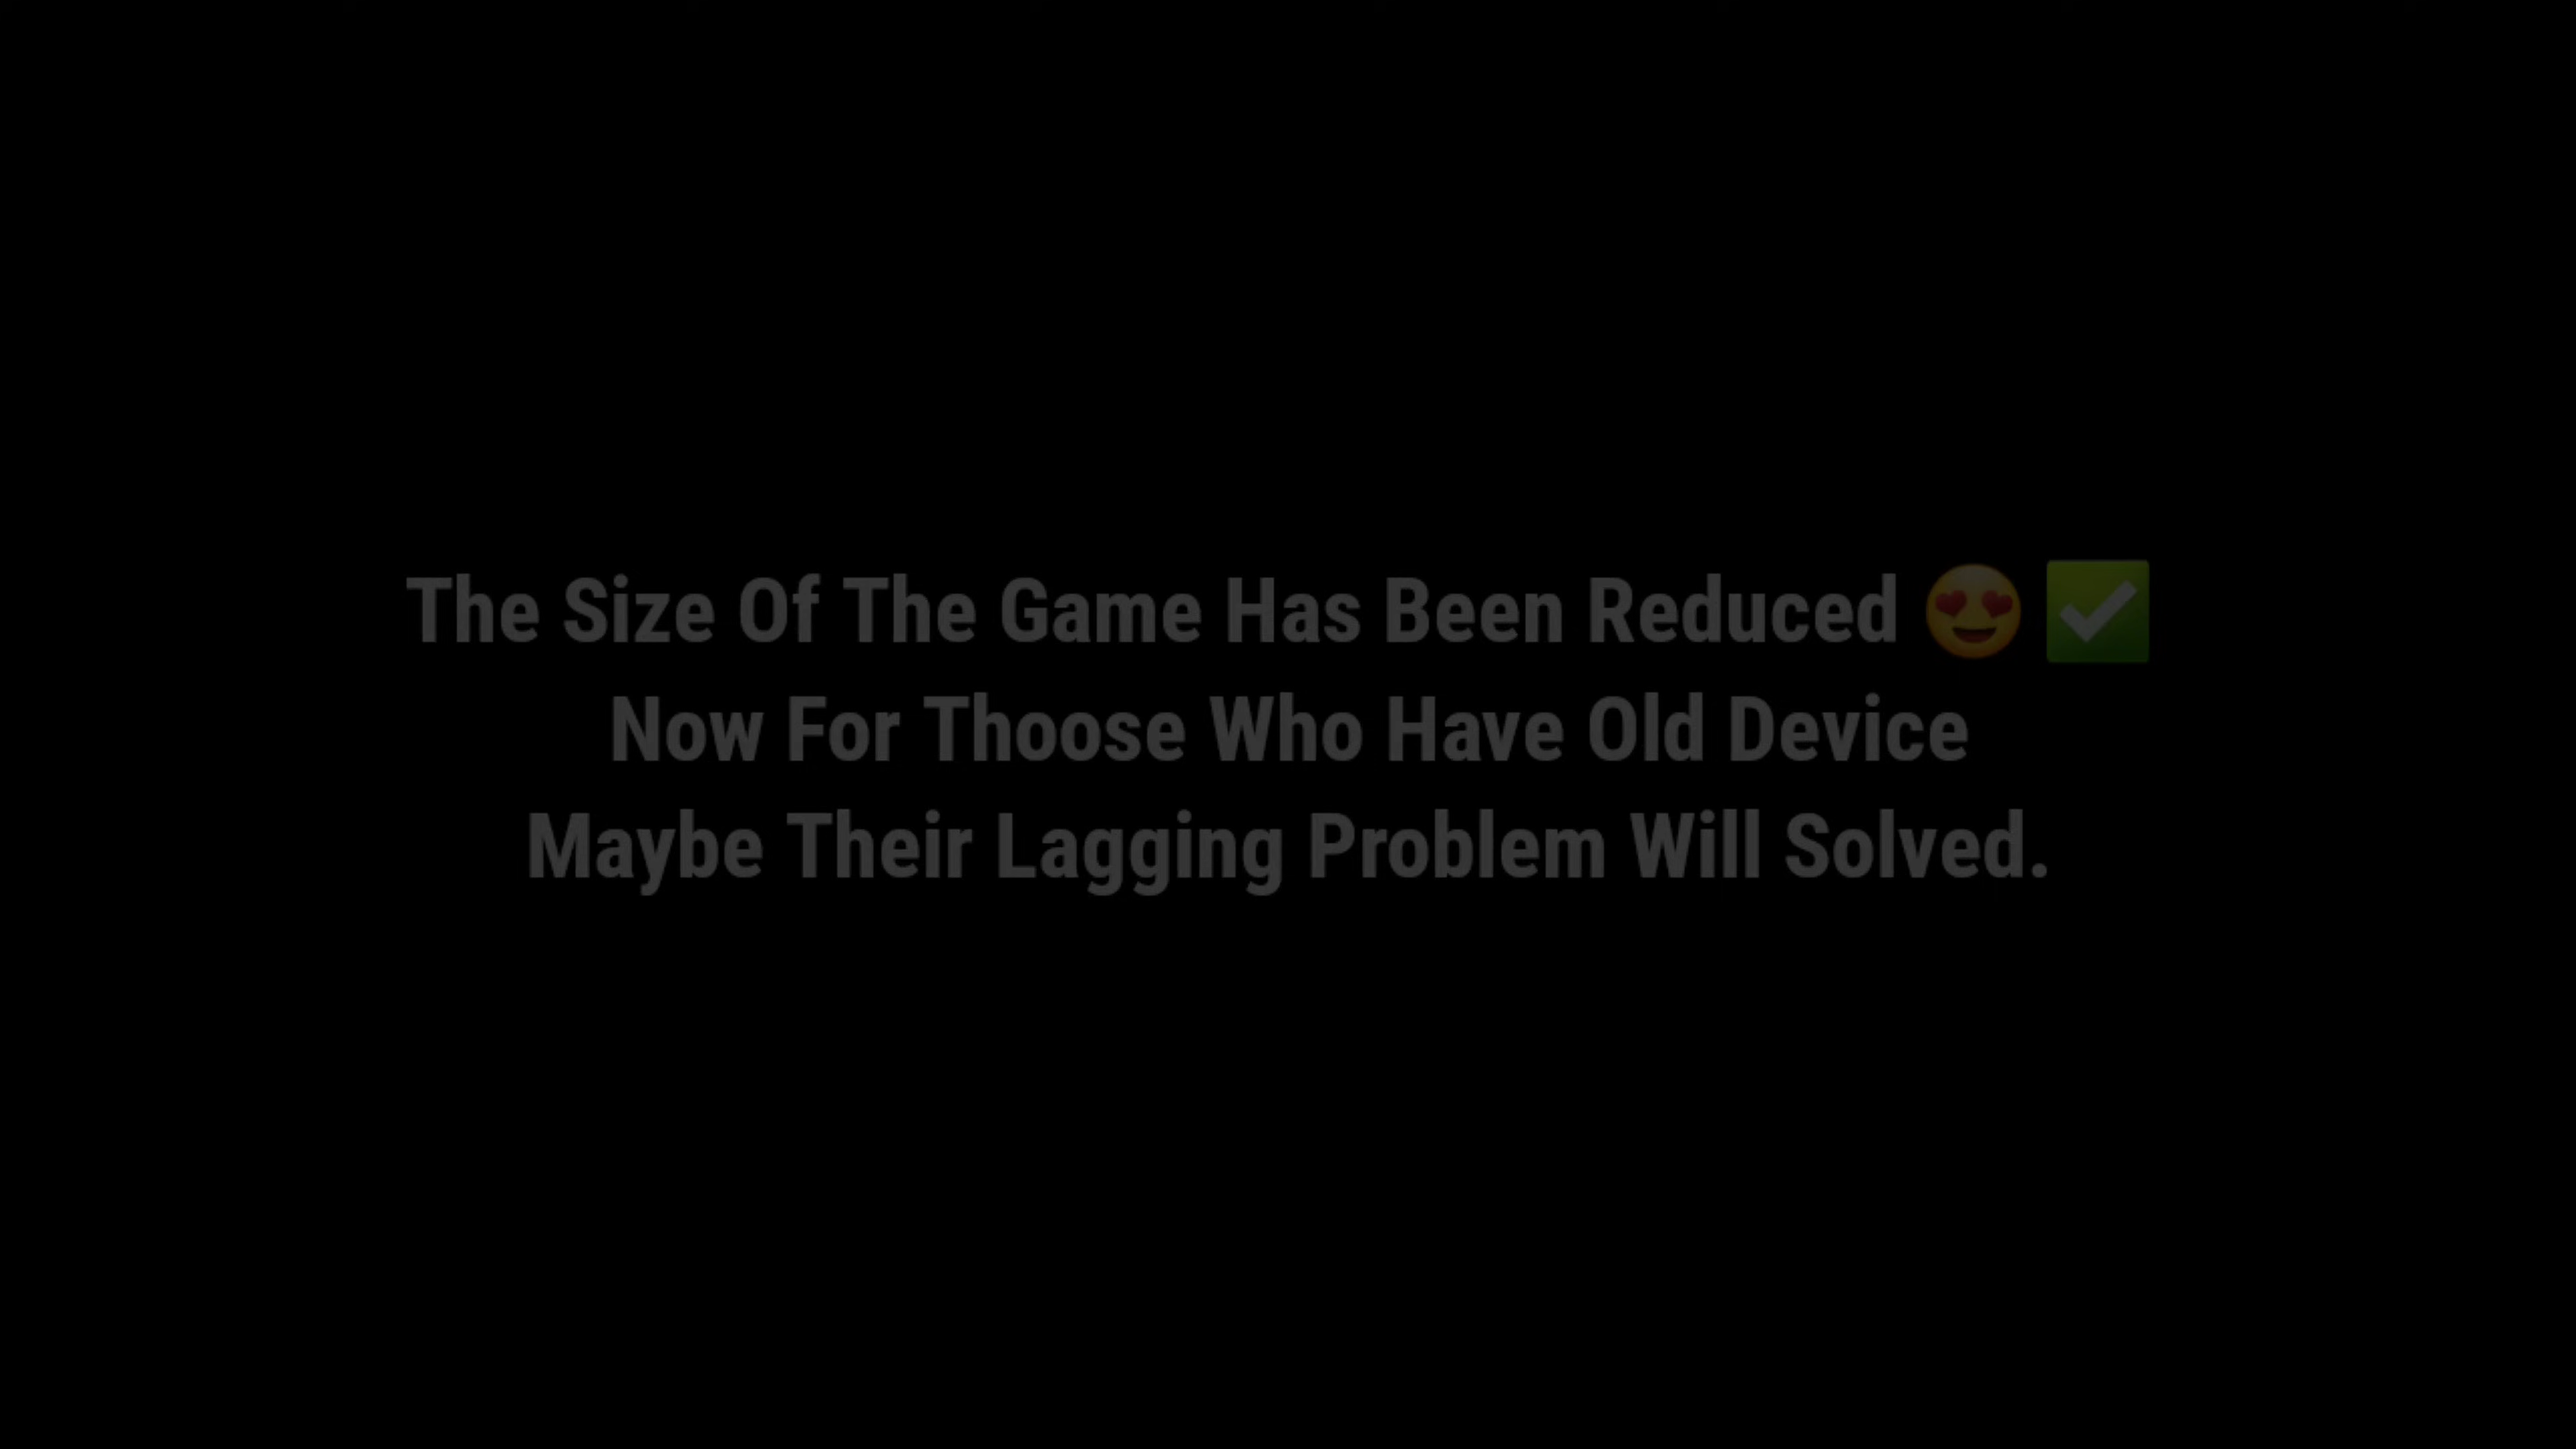 The Size Of The Game Has Been Reduced 😍 ✅
Now For Thoose Who Have Old Device
Maybe Their Lagging Problem Will Solved.